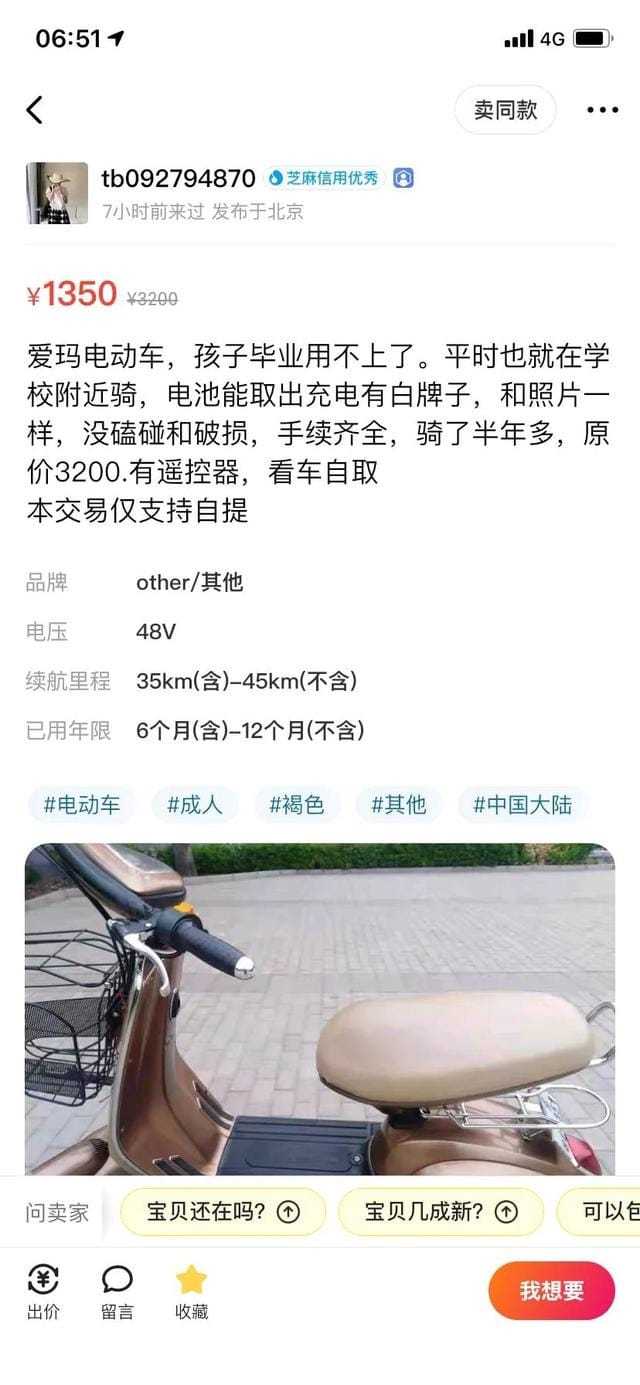 06:51
4G
卖同款
tb092794870 芝麻信用优秀
7小时前来过 发布于北京
¥1350 ¥3200
爱玛电动车，孩子毕业用不上了。平时也就在学
校附近骑，电池能取出充电有白牌子，和照片一
样，没磕碰和破损，手续齐全，骑了半年多，原
价3200.有遥控器，看车自取
本交易仅支持自提
品牌 other/其他
电压 48V
续航里程 35km(含)–45km(不含)
已用年限 6个月(含)–12个月(不含)
#电动车 #成人 #褐色 #其他 #中国大陆
问卖家 宝贝还在吗? 宝贝几成新? 可以包
出价 留言 收藏 我想要